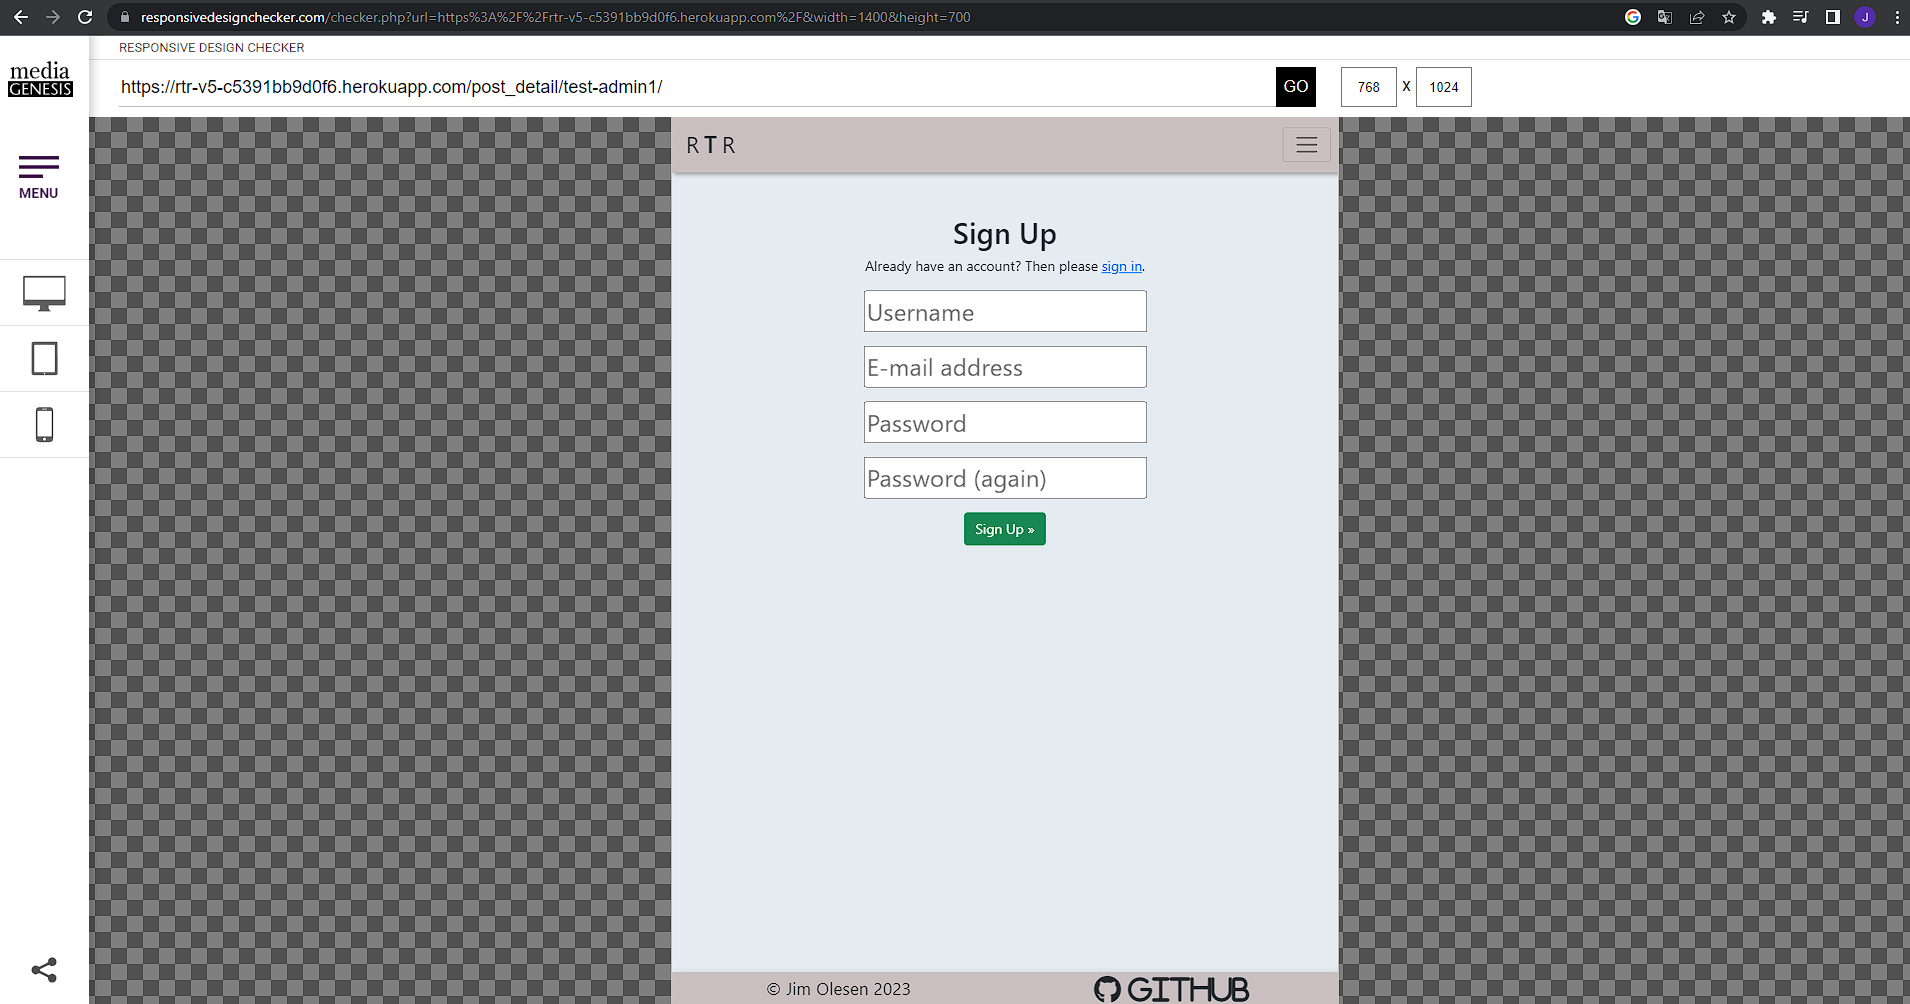 responsivedesignchecker.com/checker.php?url=https%3A%2F%2Frtr-v5-c5391bb9d0f6.herokuapp.com%2F&width=1400&height=700
J
RESPONSIVE DESIGN CHECKER
media
GENESIS
https://rtr-v5-c5391bb9d0f6.herokuapp.com/post_detail/test-admin1/
GO
768 X 1024
MENU
R T R
Sign Up
Already have an account? Then please sign in.
Username
E-mail address
Password
Password (again)
Sign Up »
© Jim Olesen 2023
GITHUB